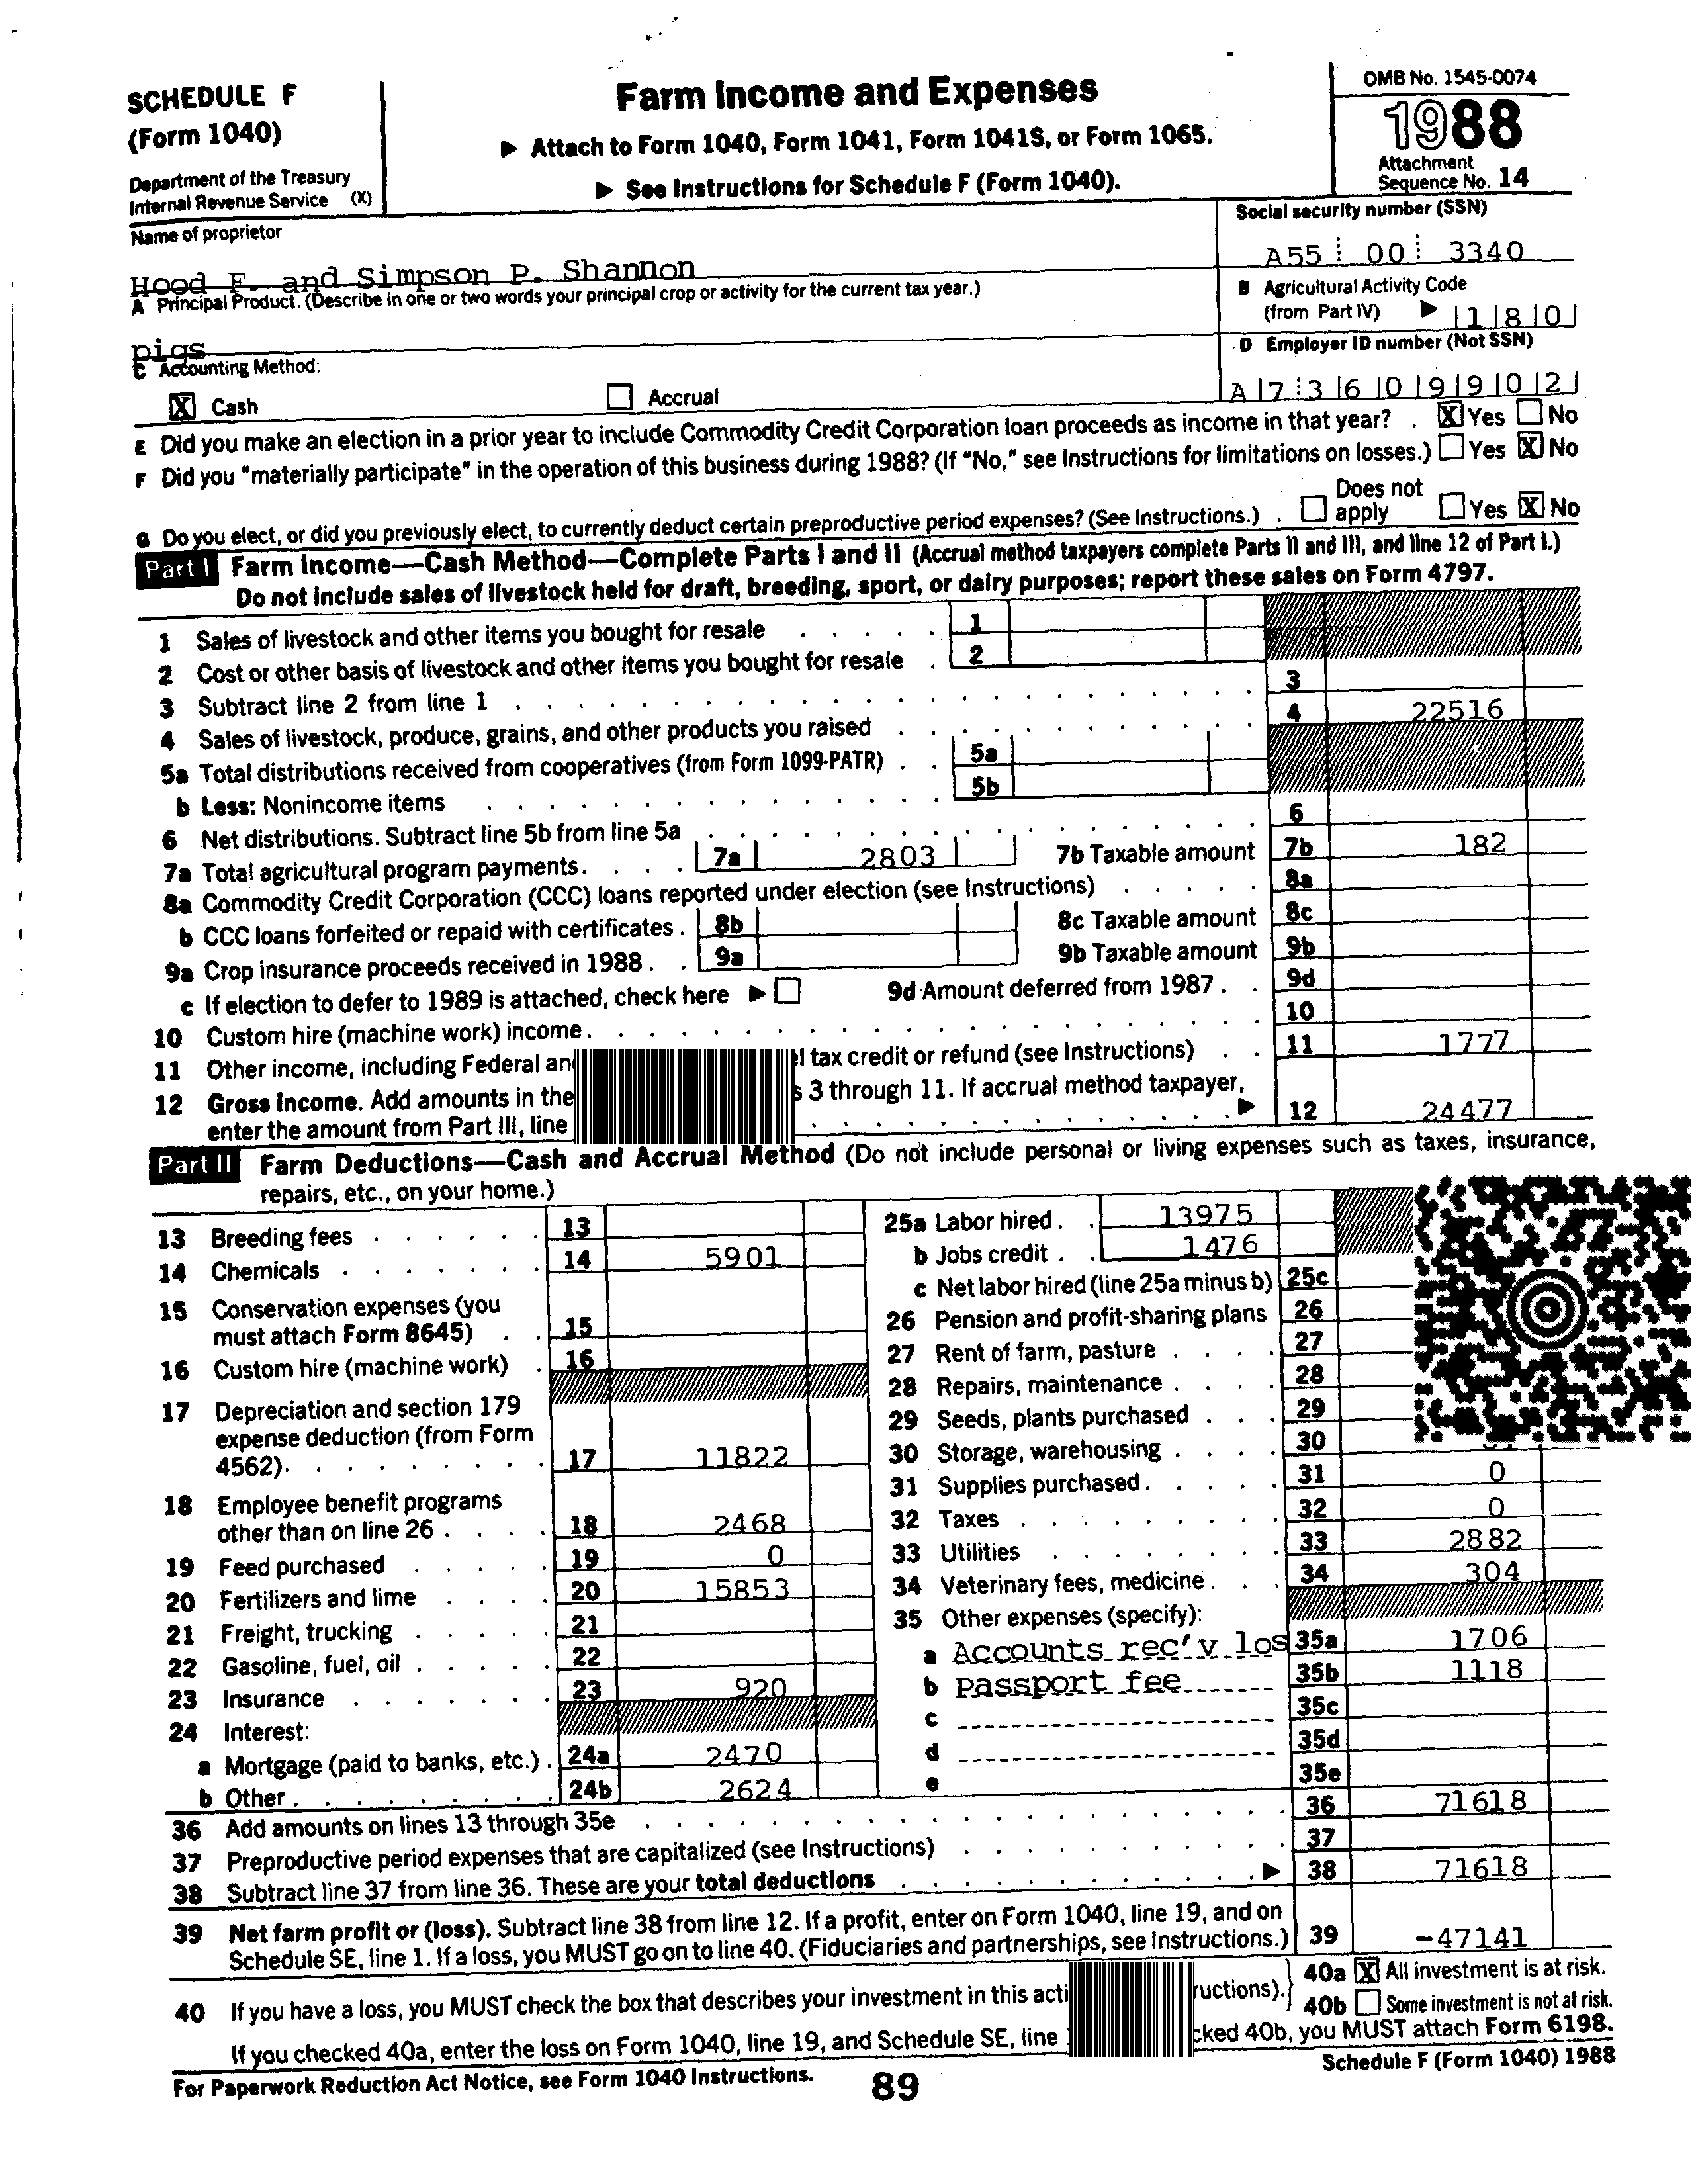 SCHEDULE F
(Form 1040)
Department of the Treasury
Internal Revenue Service (X)
Farm Income and Expenses
▶ Attach to Form 1040, Form 1041, Form 1041S, or Form 1065.
▶ See Instructions for Schedule F (Form 1040).
OMB No. 1545-0074
1988
Attachment
Sequence No. 14
Name of proprietor
Hood F. and Simpson P. Shannon
Social security number (SSN)
A55 00 3340
A Principal Product. (Describe in one or two words your principal crop or activity for the current tax year.)
pigs
B Agricultural Activity Code
(from Part IV) ▶ 1 8 0
C Accounting Method:
X Cash Accrual
D Employer ID number (Not SSN)
A 7 3 6 0 9 9 0 2
E Did you make an election in a prior year to include Commodity Credit Corporation loan proceeds as income in that year? . X Yes No
F Did you "materially participate" in the operation of this business during 1988? (If "No," see Instructions for limitations on losses.) Yes X No
G Do you elect, or did you previously elect, to currently deduct certain preproductive period expenses? (See Instructions.) . Does not apply Yes X No
Part I Farm Income—Cash Method—Complete Parts I and II (Accrual method taxpayers complete Parts II and III, and line 12 of Part I.)
Do not include sales of livestock held for draft, breeding, sport, or dairy purposes; report these sales on Form 4797.
1 Sales of livestock and other items you bought for resale . . . . . 1
2 Cost or other basis of livestock and other items you bought for resale . 2
3 Subtract line 2 from line 1 . . . . . 3
4 Sales of livestock, produce, grains, and other products you raised . . . . . 4 22516
5a Total distributions received from cooperatives (from Form 1099-PATR) . . 5a
b Less: Nonincome items . . . . . 5b
6 Net distributions. Subtract line 5b from line 5a . . . . . 6
7a Total agricultural program payments. . . . 7a 2803 7b Taxable amount 7b 182
8a Commodity Credit Corporation (CCC) loans reported under election (see Instructions) . . . . . 8a
b CCC loans forfeited or repaid with certificates . 8b 8c Taxable amount 8c
9a Crop insurance proceeds received in 1988 . . 9a 9b Taxable amount 9b
c If election to defer to 1989 is attached, check here ▶ 9d Amount deferred from 1987 . . 9d
10 Custom hire (machine work) income . . . . . 10
11 Other income, including Federal an l tax credit or refund (see Instructions) . . 11 1777
12 Gross income. Add amounts in the s 3 through 11. If accrual method taxpayer,
enter the amount from Part III, line . . . . . ▶ 12 24477
Part II Farm Deductions—Cash and Accrual Method (Do not include personal or living expenses such as taxes, insurance,
repairs, etc., on your home.)
13 Breeding fees . . . . . 13
14 Chemicals . . . . . 14 5901
15 Conservation expenses (you
must attach Form 8645) . . 15
16 Custom hire (machine work) . 16
17 Depreciation and section 179
expense deduction (from Form
4562). . . . . 17 11822
18 Employee benefit programs
other than on line 26 . . . . 18 2468
19 Feed purchased . . . . . 19 0
20 Fertilizers and lime . . . . 20 15853
21 Freight, trucking . . . . . 21
22 Gasoline, fuel, oil . . . . . 22
23 Insurance . . . . . 23 920
24 Interest:
a Mortgage (paid to banks, etc.) . 24a 2470
b Other . . . . . 24b 2624
25a Labor hired . . 13975
b Jobs credit . . 1476
c Net labor hired (line 25a minus b) 25c
26 Pension and profit-sharing plans 26
27 Rent of farm, pasture . . . . 27
28 Repairs, maintenance . . . . 28
29 Seeds, plants purchased . . . 29
30 Storage, warehousing . . . . 30
31 Supplies purchased . . . . . 31 0
32 Taxes . . . . . 32 0
33 Utilities . . . . . 33 2882
34 Veterinary fees, medicine . . . 34 304
35 Other expenses (specify):
a Accounts rec'v los 35a 1706
b passport fee 35b 1118
c 35c
d 35d
e 35e
36 Add amounts on lines 13 through 35e . . . . . 36 71618
37 Preproductive period expenses that are capitalized (see Instructions) . . . . . 37
38 Subtract line 37 from line 36. These are your total deductions . . . . . ▶ 38 71618
39 Net farm profit or (loss). Subtract line 38 from line 12. If a profit, enter on Form 1040, line 19, and on
Schedule SE, line 1. If a loss, you MUST go on to line 40. (Fiduciaries and partnerships, see Instructions.) 39 -47141
40 If you have a loss, you MUST check the box that describes your investment in this acti ructions). 40a X All investment is at risk.
40b Some investment is not at risk.
If you checked 40a, enter the loss on Form 1040, line 19, and Schedule SE, line cked 40b, you MUST attach Form 6198.
For Paperwork Reduction Act Notice, see Form 1040 Instructions.
89
Schedule F (Form 1040) 1988